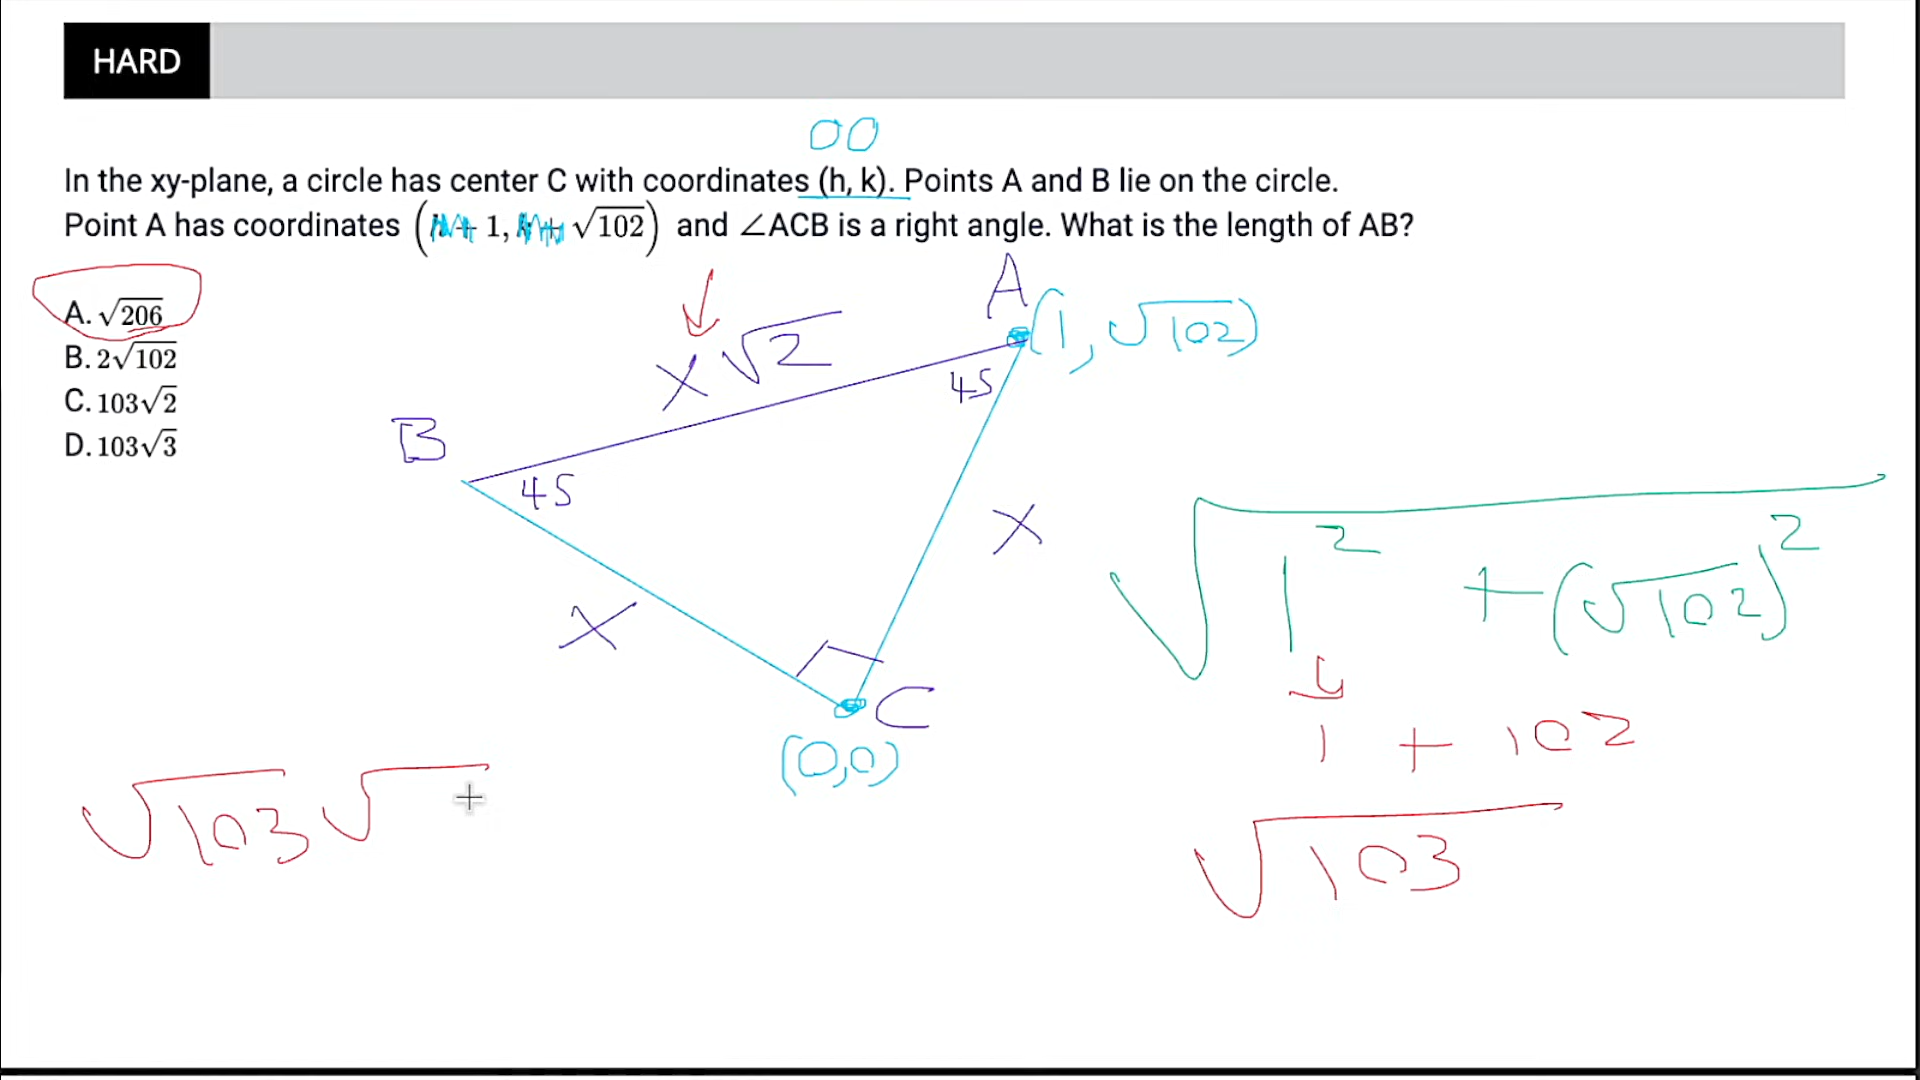 HARD
00
In the xy-plane, a circle has center C with coordinates (h, k). Points A and B lie on the circle.
Point A has coordinates ( + 1, + √102) and ∠ACB is a right angle. What is the length of AB?
A. √206
B. 2√102
C. 103√2
D. 103√3
A
(1, √102)
x√2
45
B
45
x
x
C
(0,0)
√1² + (√102)²
1 + 102
√103
√103 √